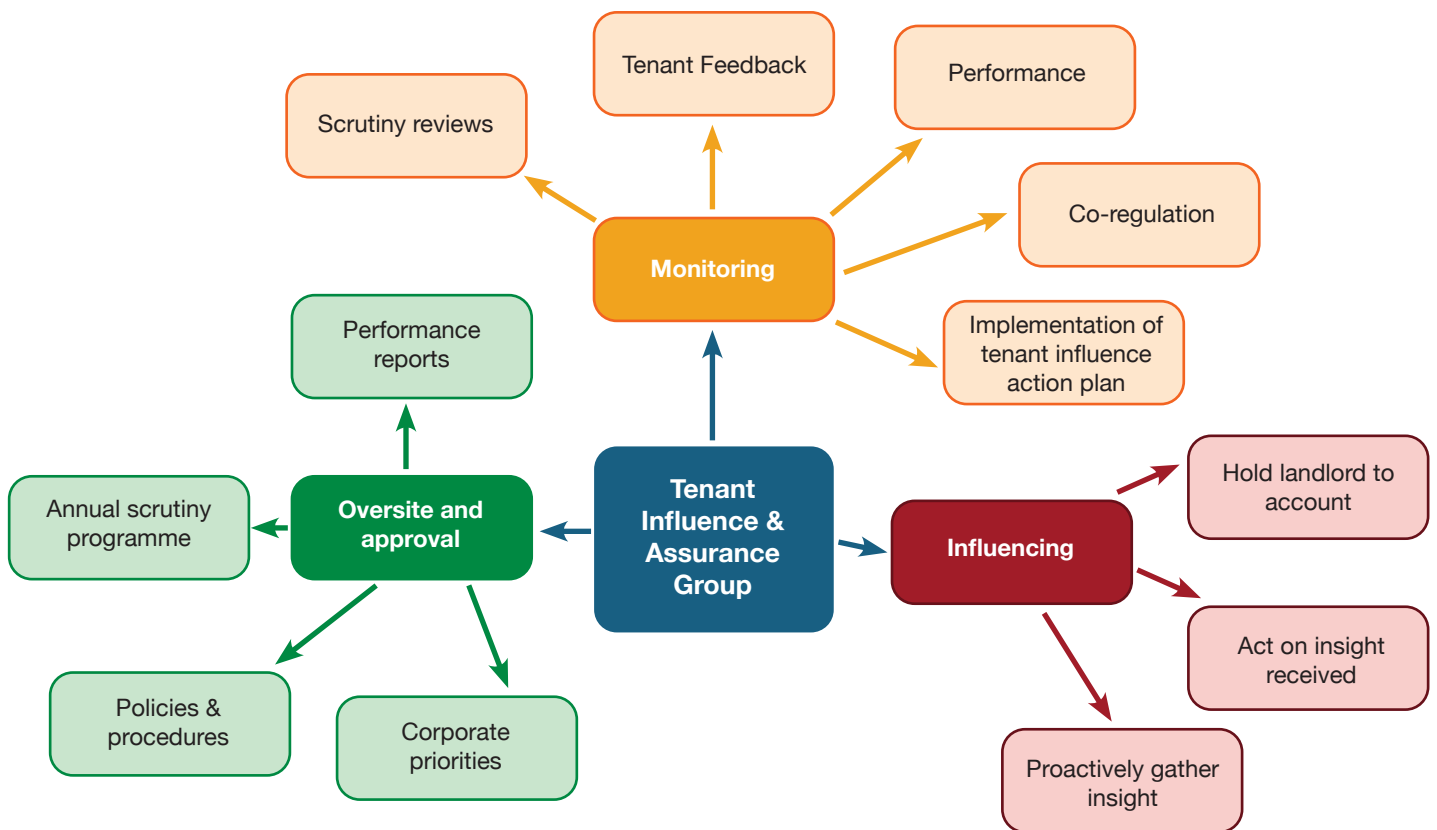 Tenant Feedback
Performance
Scrutiny reviews
Co-regulation
Monitoring
Implementation of
tenant influence
action plan
Performance
reports
Tenant
Influence &
Assurance
Group
Oversite and
approval
Annual scrutiny
programme
Policies &
procedures
Corporate
priorities
Influencing
Hold landlord to
account
Act on insight
received
Proactively gather
insight